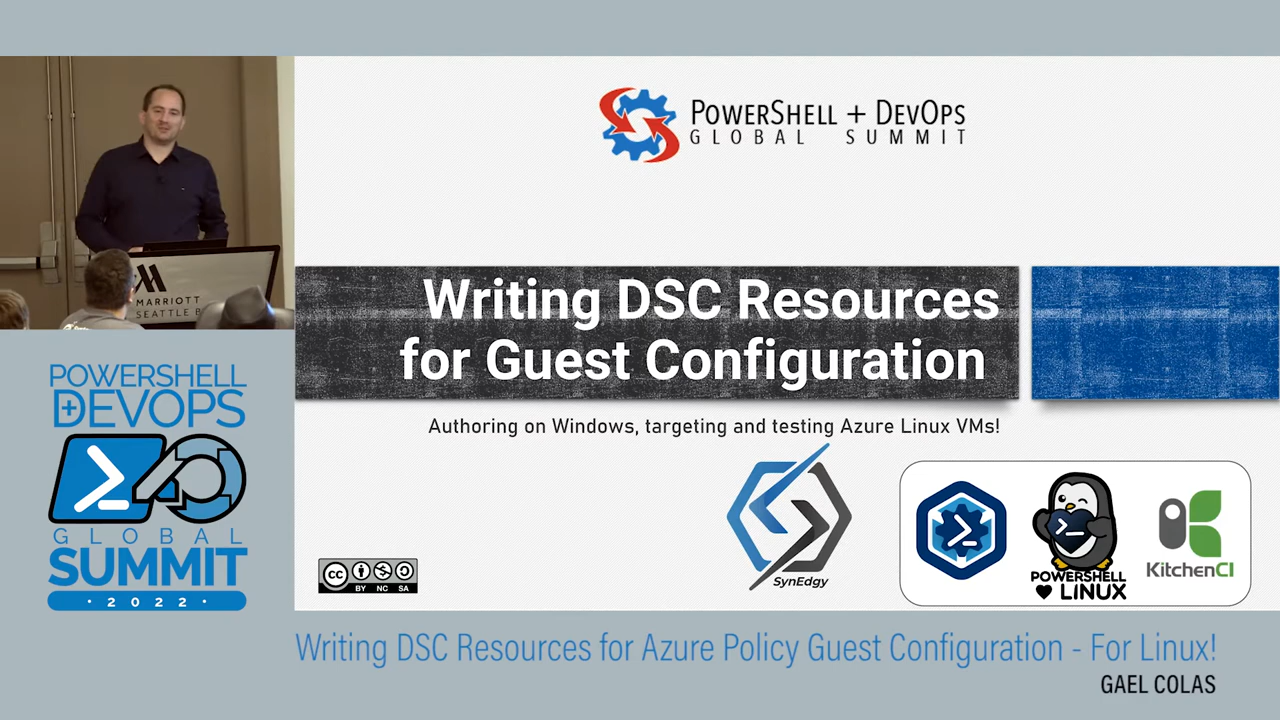 POWERSHELL + DEVOPS
GLOBAL SUMMIT
Writing DSC Resources
for Guest Configuration
Authoring on Windows, targeting and testing Azure Linux VMs!
MARRIOTT
SEATTLE B
POWERSHELL
+DEVOPS
GLOBAL
SUMMIT
· 2022 ·
cc
BY NC SA
SynEdgy
POWERSHELL
LINUX
KitchenCI
Writing DSC Resources for Azure Policy Guest Configuration - For Linux!
GAEL COLAS